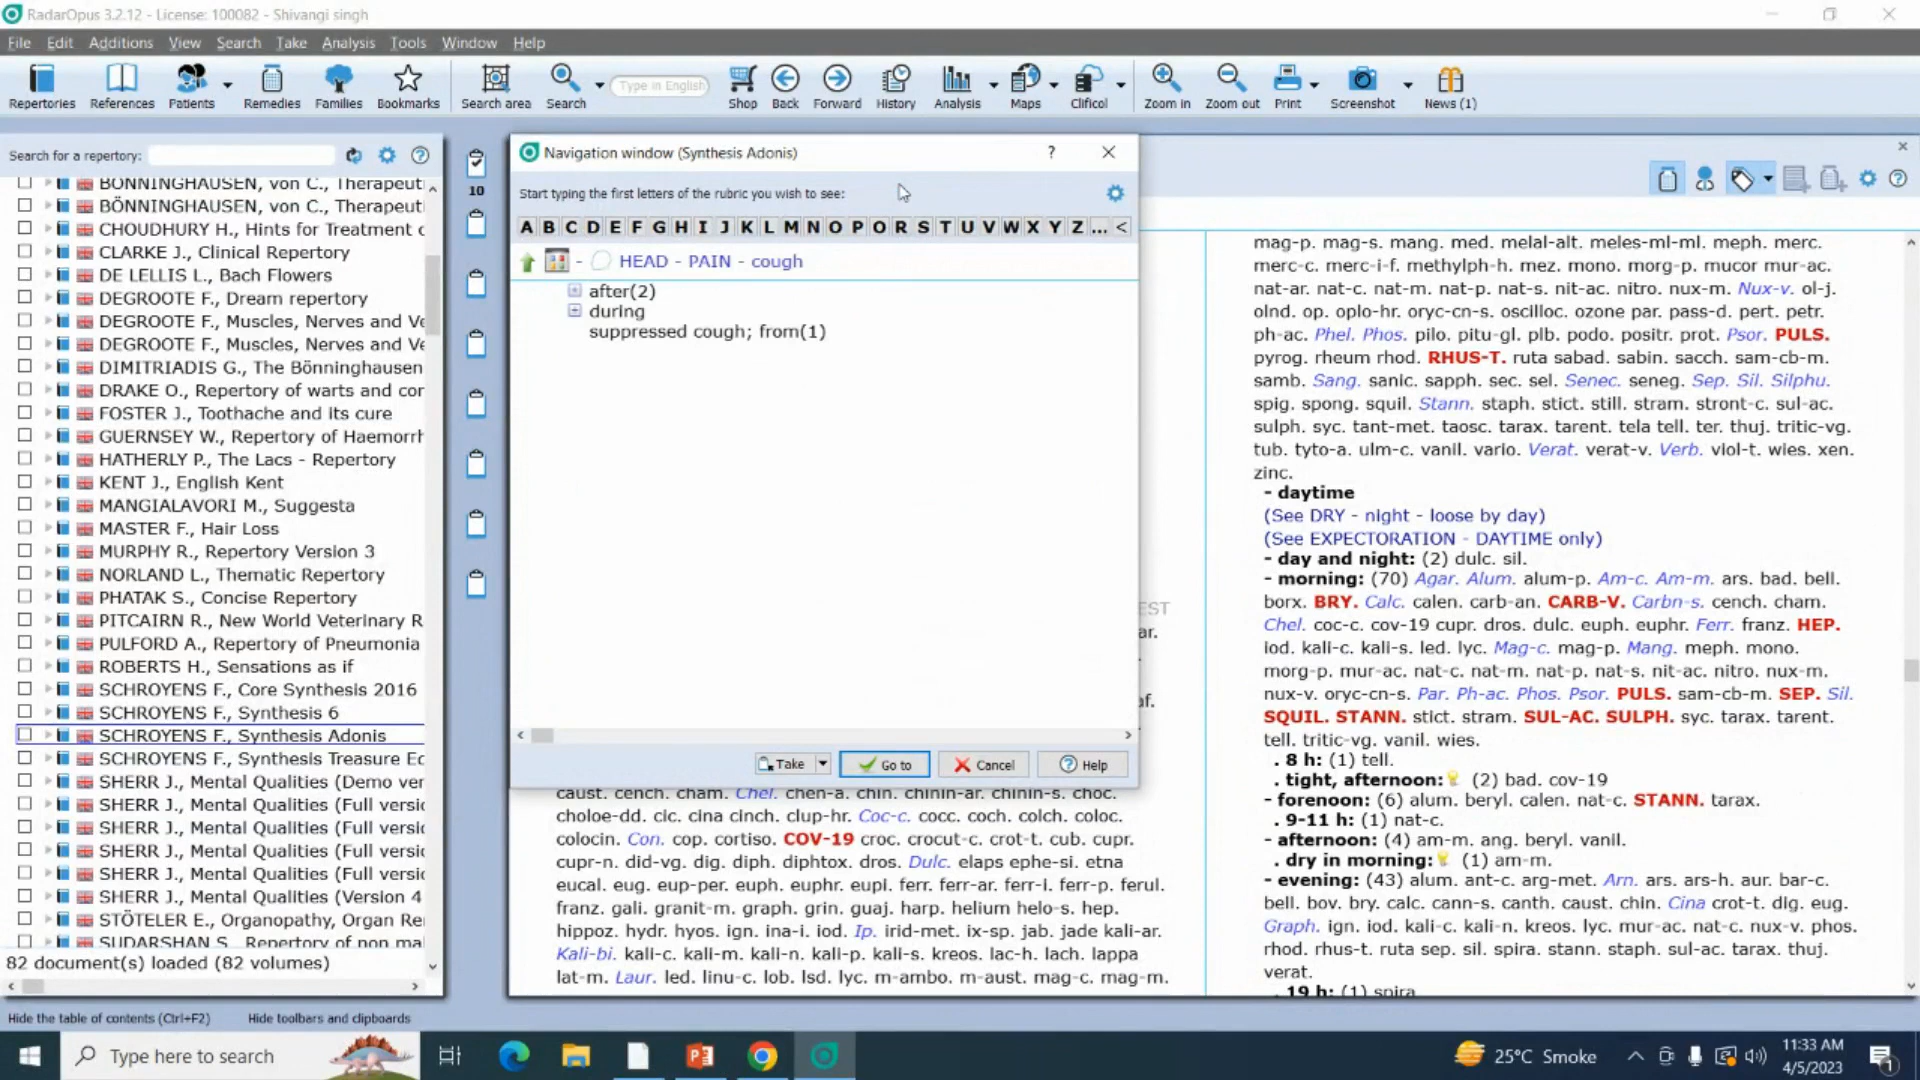 RadarOpus 3.2.12 - License: 100082 - Shivangi singh
File Edit Additions View Search Take Analysis Tools Window Help
Repertories References Patients Remedies Families Bookmarks Search area Search Type in English Shop Back Forward History Analysis Maps Clificol Zoom in Zoom out Print Screenshot News (1)
Search for a repertory:
BÖNNINGHAUSEN, von C., Therapeuti
BÖNNINGHAUSEN, von C., Therapeut
CHOUDHURY H., Hints for Treatment c
CLARKE J., Clinical Repertory
DE LELLIS L., Bach Flowers
DEGROOTE F., Dream repertory
DEGROOTE F., Muscles, Nerves and Ve
DEGROOTE F., Muscles, Nerves and Ve
DIMITRIADIS G., The Bönninghausen
DRAKE O., Repertory of warts and cor
FOSTER J., Toothache and its cure
GUERNSEY W., Repertory of Haemorrh
HATHERLY P., The Lacs - Repertory
KENT J., English Kent
MANGIALAVORI M., Suggesta
MASTER F., Hair Loss
MURPHY R., Repertory Version 3
NORLAND L., Thematic Repertory
PHATAK S., Concise Repertory
PITCAIRN R., New World Veterinary R
PULFORD A., Repertory of Pneumonia
ROBERTS H., Sensations as if
SCHROYENS F., Core Synthesis 2016
SCHROYENS F., Synthesis 6
SCHROYENS F., Synthesis Adonis
SCHROYENS F., Synthesis Treasure Ec
SHERR J., Mental Qualities (Demo ver
SHERR J., Mental Qualities (Full versio
SHERR J., Mental Qualities (Full versic
SHERR J., Mental Qualities (Full versic
SHERR J., Mental Qualities (Full versic
SHERR J., Mental Qualities (Version 4
STÖTELER E., Organopathy, Organ Re
SUDARSHAN S., Repertory of non ma
82 document(s) loaded (82 volumes)
10
Navigation window (Synthesis Adonis) ?
Start typing the first letters of the rubric you wish to see:
A B C D E F G H I J K L M N O P Q R S T U V W X Y Z ... <
- HEAD - PAIN - cough
after(2)
during
suppressed cough; from(1)
Take Go to Cancel Help
EST
ar.
af.
caust. cench. cham. Chel. chen-a. chin. chinin-ar. chinin-s. choc.
choloe-dd. cic. cina cinch. clup-hr. Coc-c. cocc. coch. colch. coloc.
colocin. Con. cop. cortiso. COV-19 croc. crocut-c. crot-t. cub. cupr.
cupr-n. did-vg. dig. diph. diphtox. dros. Dulc. elaps ephe-si. etna
eucal. eug. eup-per. euph. euphr. eupi. ferr. ferr-ar. ferr-i. ferr-p. ferul.
franz. gali. granit-m. graph. grin. guaj. harp. helium helo-s. hep.
hippoz. hydr. hyos. ign. ina-i. iod. Ip. irid-met. ix-sp. jab. jade kali-ar.
Kali-bi. kali-c. kali-m. kali-n. kali-p. kali-s. kreos. lac-h. lach. lappa
lat-m. Laur. led. linu-c. lob. lsd. lyc. m-ambo. m-aust. mag-c. mag-m.
mag-p. mag-s. mang. med. melal-alt. meles-ml-ml. meph. merc.
merc-c. merc-i-f. methylph-h. mez. mono. morg-p. mucor mur-ac.
nat-ar. nat-c. nat-m. nat-p. nat-s. nit-ac. nitro. nux-m. Nux-v. ol-j.
olnd. op. oplo-hr. oryc-cn-s. oscilloc. ozone par. pass-d. pert. petr.
ph-ac. Phel. Phos. pilo. pitu-gl. plb. podo. positr. prot. Psor. PULS.
pyrog. rheum rhod. RHUS-T. ruta sabad. sabin. sacch. sam-cb-m.
samb. Sang. sanic. sapph. sec. sel. Senec. seneg. Sep. Sil. Silphu.
spig. spong. squil. Stann. staph. stict. still. stram. stront-c. sul-ac.
sulph. syc. tant-met. taosc. tarax. tarent. tela tell. ter. thuj. tritic-vg.
tub. tyto-a. ulm-c. vanil. vario. Verat. verat-v. Verb. viol-t. wies. xen.
zinc.
- daytime
(See DRY - night - loose by day)
(See EXPECTORATION - DAYTIME only)
- day and night: (2) dulc. sil.
- morning: (70) Agar. Alum. alum-p. Am-c. Am-m. ars. bad. bell.
borx. BRY. Calc. calen. carb-an. CARB-V. Carbn-s. cench. cham.
Chel. coc-c. cov-19 cupr. dros. dulc. euph. euphr. Ferr. franz. HEP.
iod. kali-c. kali-s. led. lyc. Mag-c. mag-p. Mang. meph. mono.
morg-p. mur-ac. nat-c. nat-m. nat-p. nat-s. nit-ac. nitro. nux-m.
nux-v. oryc-cn-s. Par. Ph-ac. Phos. Psor. PULS. sam-cb-m. SEP. Sil.
SQUIL. STANN. stict. stram. SUL-AC. SULPH. syc. tarax. tarent.
tell. tritic-vg. vanil. wies.
. 8 h: (1) tell.
. tight, afternoon: (2) bad. cov-19
- forenoon: (6) alum. beryl. calen. nat-c. STANN. tarax.
. 9-11 h: (1) nat-c.
- afternoon: (4) am-m. ang. beryl. vanil.
. dry in morning: (1) am-m.
- evening: (43) alum. ant-c. arg-met. Arn. ars. ars-h. aur. bar-c.
bell. bov. bry. calc. cann-s. canth. caust. chin. Cina crot-t. dig. eug.
Graph. ign. iod. kali-c. kali-n. kreos. lyc. mur-ac. nat-c. nux-v. phos.
rhod. rhus-t. ruta sep. sil. spira. stann. staph. sul-ac. tarax. thuj.
verat.
. 19 h: (1) spira
Hide the table of contents (Ctrl+F2) Hide toolbars and clipboards
Type here to search
25°C Smoke
11:33 AM
4/5/2023
1